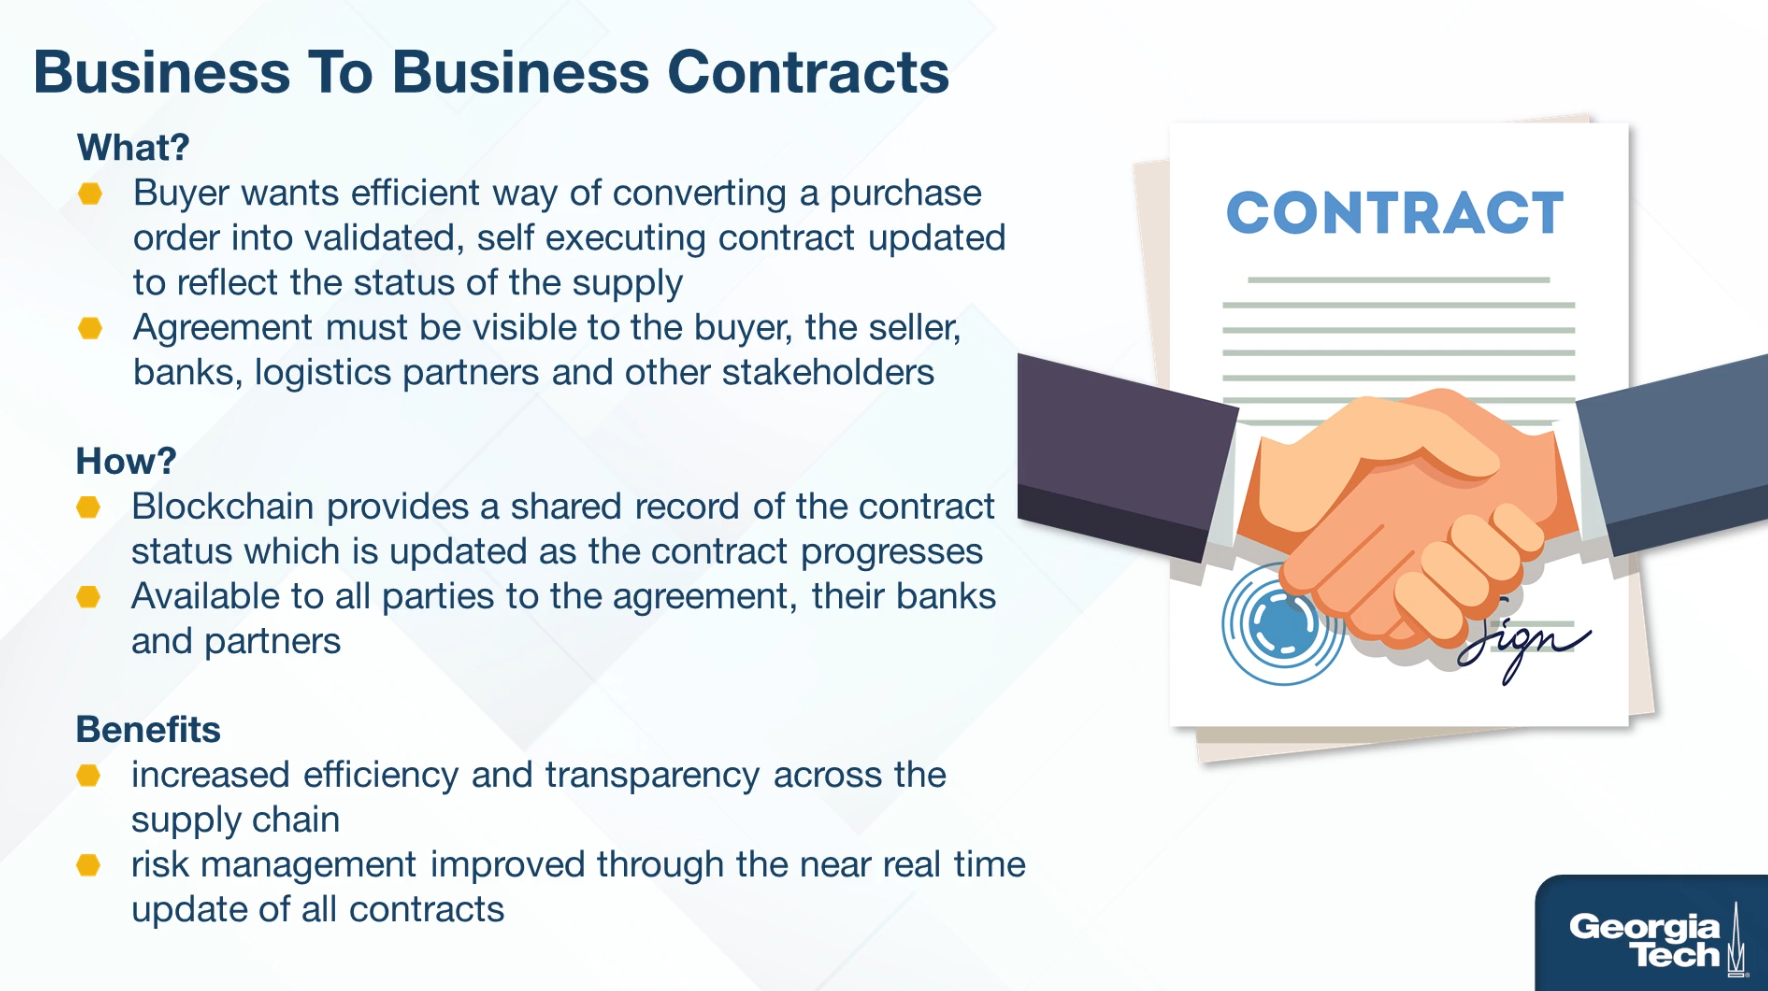 Business To Business Contracts
What?
Buyer wants efficient way of converting a purchase
order into validated, self executing contract updated
to reflect the status of the supply
Agreement must be visible to the buyer, the seller,
banks, logistics partners and other stakeholders
How?
Blockchain provides a shared record of the contract
status which is updated as the contract progresses
Available to all parties to the agreement, their banks
and partners
Benefits
increased efficiency and transparency across the
supply chain
risk management improved through the near real time
update of all contracts
CONTRACT
Sign
Georgia
Tech